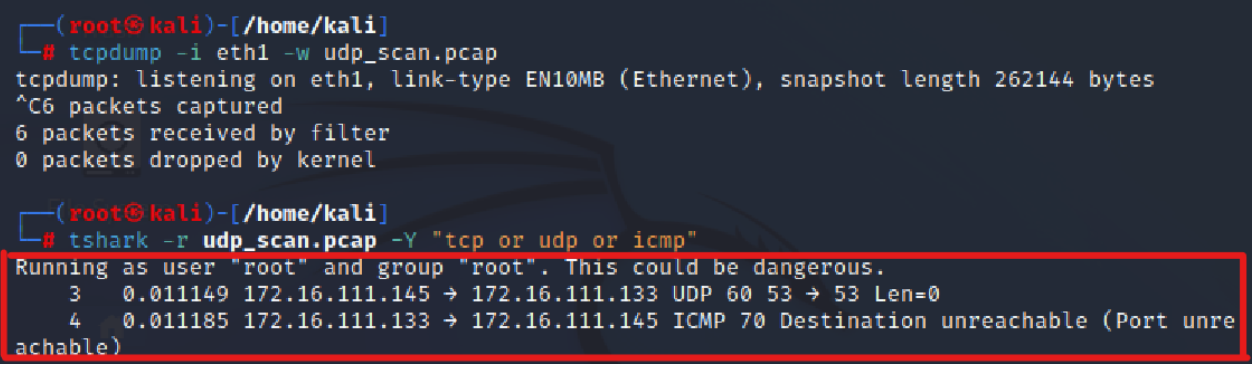 ┌──(root㉿kali)-[/home/kali]
└─# tcpdump -i eth1 -w udp_scan.pcap
tcpdump: listening on eth1, link-type EN10MB (Ethernet), snapshot length 262144 bytes
^C6 packets captured
6 packets received by filter
0 packets dropped by kernel
┌──(root㉿kali)-[/home/kali]
└─# tshark -r udp_scan.pcap -Y "tcp or udp or icmp"
Running as user "root" and group "root". This could be dangerous.
    3   0.011149 172.16.111.145 → 172.16.111.133 UDP 60 53 → 53 Len=0
    4   0.011185 172.16.111.133 → 172.16.111.145 ICMP 70 Destination unreachable (Port unre
achable)